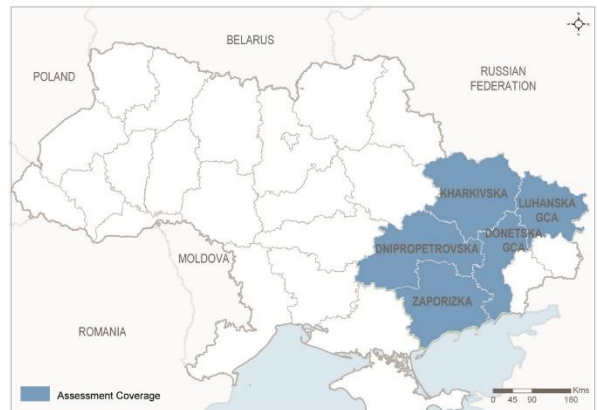 BELARUS
POLAND
RUSSIAN
FEDERATION
KHARKIVSKA
LUHANSKA
GCA
DONETSKA
GCA
DNIPROPETROVSKA
MOLDOVA
ZAPORIZKA
ROMANIA
Assessment Coverage
Kms
0 45 90 180